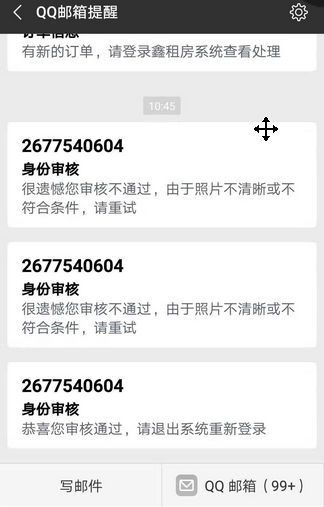 QQ邮箱提醒
订单信息
有新的订单，请登录鑫租房系统查看处理
10:45
2677540604
身份审核
很遗憾您审核不通过，由于照片不清晰或不
符合条件，请重试
2677540604
身份审核
很遗憾您审核不通过，由于照片不清晰或不
符合条件，请重试
2677540604
身份审核
恭喜您审核通过，请退出系统重新登录
写邮件
QQ 邮箱（99+）